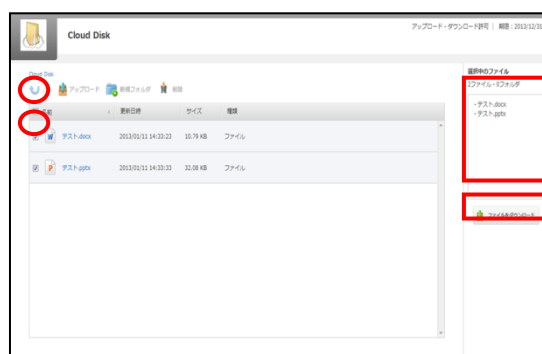 Cloud Disk
アップロード・ダウンロード許可 | 期限 : 2013/12/31
Cloud Disk
アップロード 新規フォルダ 削除
名前 更新日時 サイズ 種類
テスト.docx 2013/01/11 14:33:23 10.79 KB ファイル
テスト.pptx 2013/01/11 14:33:33 32.08 KB ファイル
選択中のファイル
2ファイル・0フォルダ
- テスト.docx
- テスト.pptx
ファイルをダウンロード